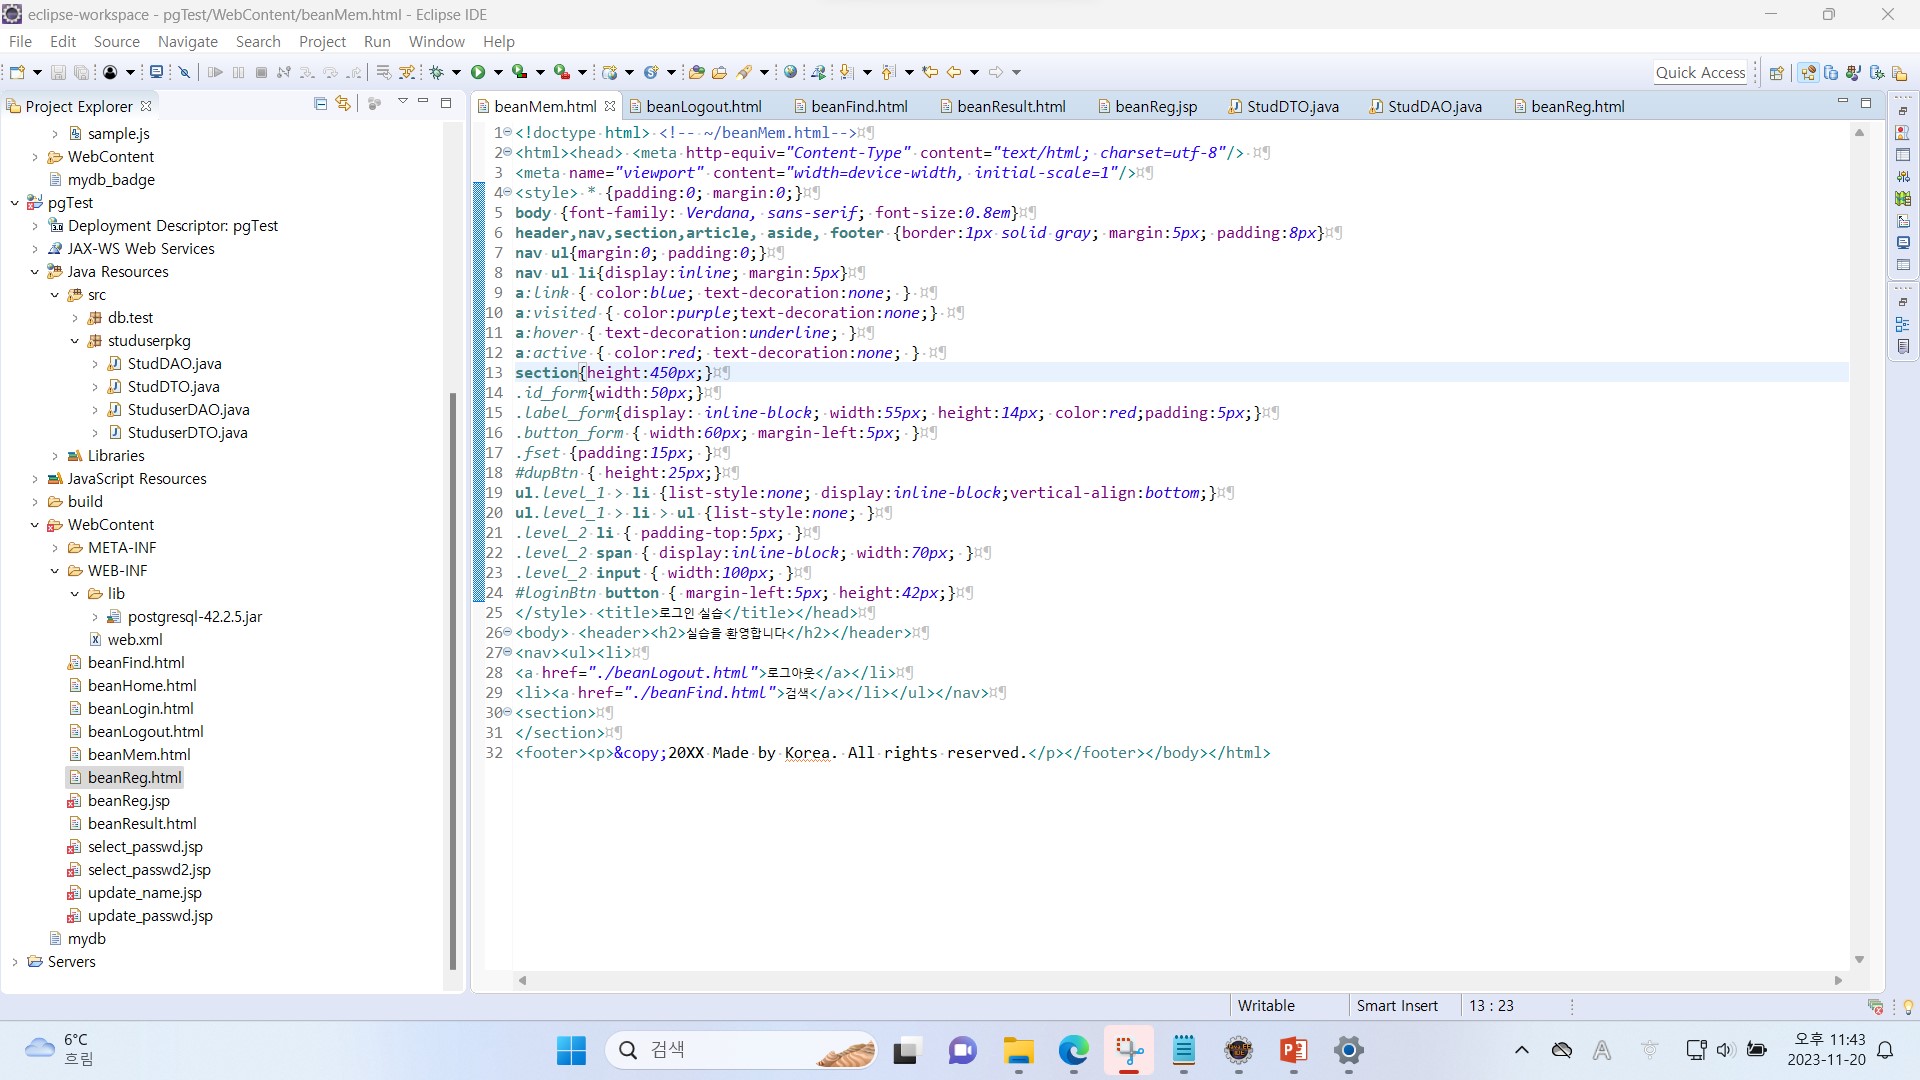 eclipse-workspace - pgTest/WebContent/beanMem.html - Eclipse IDE
File Edit Source Navigate Search Project Run Window Help
Quick Access
Project Explorer
sample.js
WebContent
mydb_badge
pgTest
Deployment Descriptor: pgTest
JAX-WS Web Services
Java Resources
src
db.test
studuserpkg
StudDAO.java
StudDTO.java
StuduserDAO.java
StuduserDTO.java
Libraries
JavaScript Resources
build
WebContent
META-INF
WEB-INF
lib
postgresql-42.2.5.jar
web.xml
beanFind.html
beanHome.html
beanLogin.html
beanLogout.html
beanMem.html
beanReg.html
beanReg.jsp
beanResult.html
select_passwd.jsp
select_passwd2.jsp
update_name.jsp
update_passwd.jsp
mydb
Servers
beanMem.html beanLogout.html beanFind.html beanResult.html beanReg.jsp StudDTO.java StudDAO.java beanReg.html
1 <!doctype html> <!-- ~/beanMem.html-->
2 <html><head> <meta http-equiv="Content-Type" content="text/html; charset=utf-8"/>
3 <meta name="viewport" content="width=device-width, initial-scale=1"/>
4 <style> * {padding:0; margin:0;}
5 body {font-family: Verdana, sans-serif; font-size:0.8em}
6 header,nav,section,article, aside, footer {border:1px solid gray; margin:5px; padding:8px}
7 nav ul{margin:0; padding:0;}
8 nav ul li{display:inline; margin:5px}
9 a:link { color:blue; text-decoration:none; }
10 a:visited { color:purple;text-decoration:none;}
11 a:hover { text-decoration:underline; }
12 a:active { color:red; text-decoration:none; }
13 section{height:450px;}
14 .id_form{width:50px;}
15 .label_form{display: inline-block; width:55px; height:14px; color:red;padding:5px;}
16 .button_form { width:60px; margin-left:5px; }
17 .fset {padding:15px; }
18 #dupBtn { height:25px;}
19 ul.level_1 > li {list-style:none; display:inline-block;vertical-align:bottom;}
20 ul.level_1 > li > ul {list-style:none; }
21 .level_2 li { padding-top:5px; }
22 .level_2 span { display:inline-block; width:70px; }
23 .level_2 input { width:100px; }
24 #loginBtn button { margin-left:5px; height:42px;}
25 </style> <title>로그인 실습</title></head>
26 <body> <header><h2>실습을 환영합니다</h2></header>
27 <nav><ul><li>
28 <a href="./beanLogout.html">로그아웃</a></li>
29 <li><a href="./beanFind.html">검색</a></li></ul></nav>
30 <section>
31 </section>
32 <footer><p>&copy;20XX Made by Korea. All rights reserved.</p></footer></body></html>
Writable Smart Insert 13 : 23
6°C
흐림
검색
오후 11:43
2023-11-20